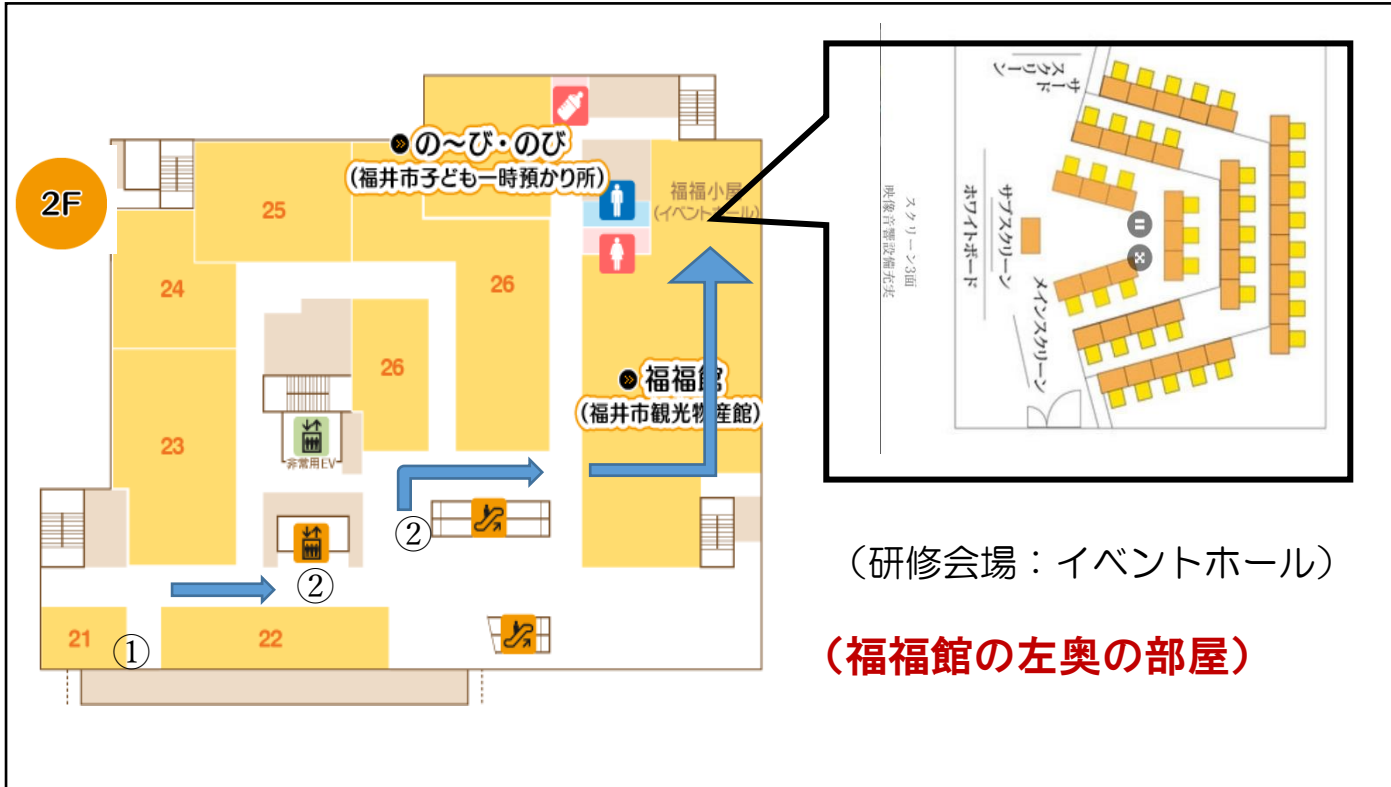 2F
の〜び・のび
(福井市子ども一時預かり所)
福福小屋
(イベントホール)
25
24
26
26
23
福福館
(福井市観光物産館)
非常用EV
②
②
21
①
22
サード
スクリーン
サブスクリーン
ホワイトボード
メインスクリーン
スクリーン3面
映像音響設備充実
（研修会場：イベントホール）
（福福館の左奥の部屋）